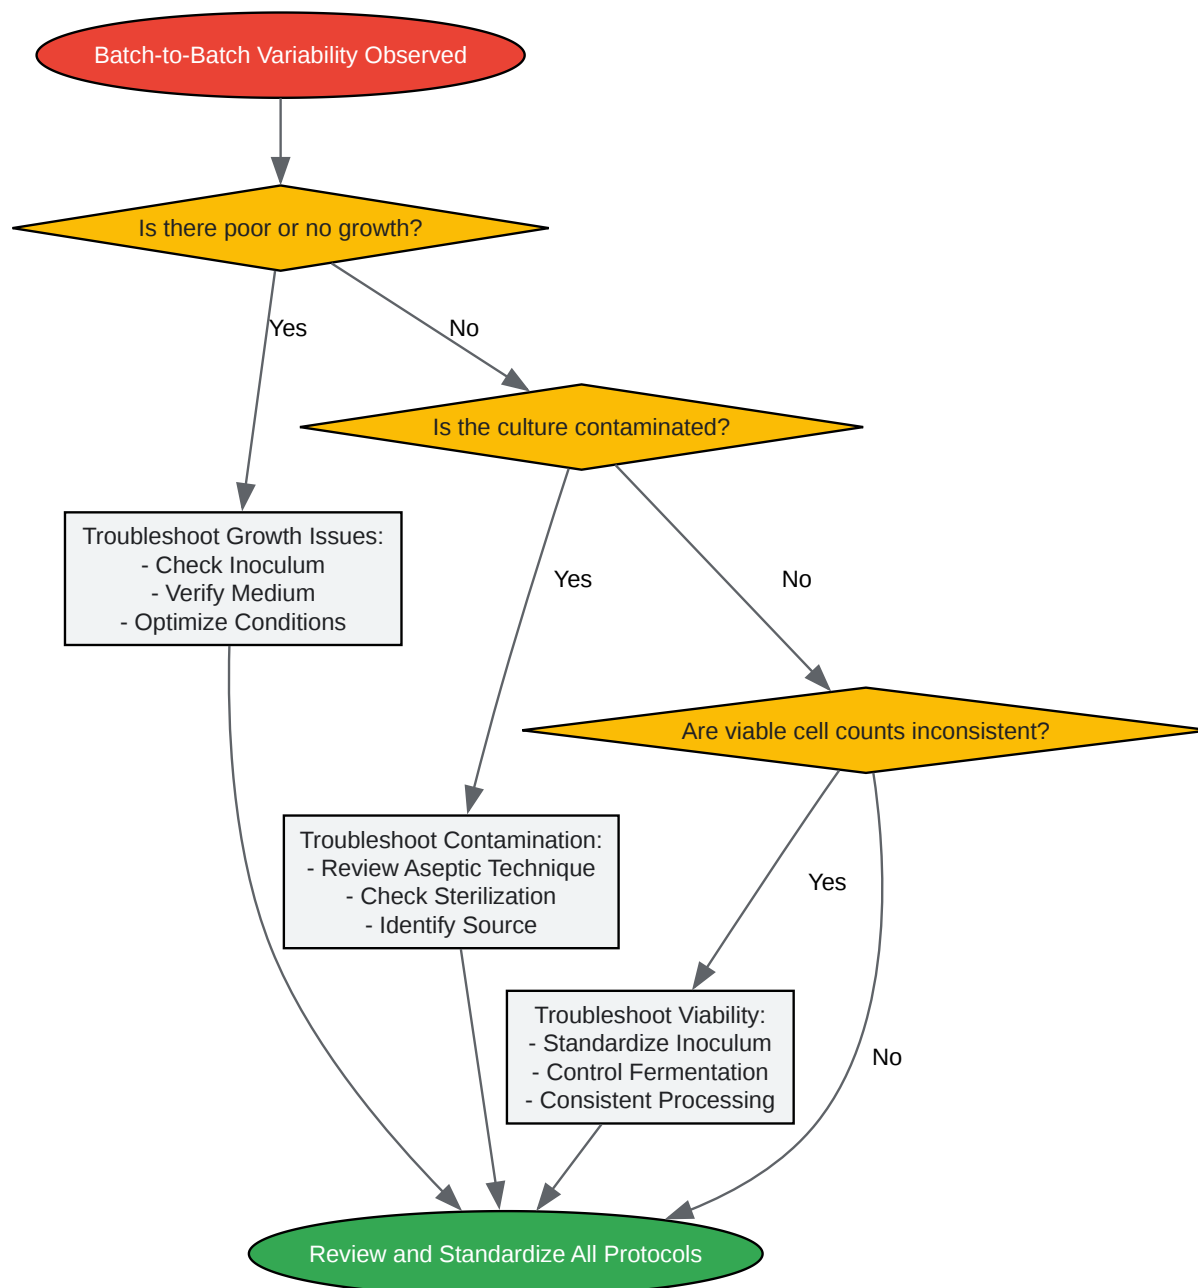 Batch-to-Batch Variability Observed
Is there poor or no growth?
Yes
No
Is the culture contaminated?
Troubleshoot Growth Issues:
- Check Inoculum
- Verify Medium
- Optimize Conditions
Yes
No
Are viable cell counts inconsistent?
Troubleshoot Contamination:
- Review Aseptic Technique
- Check Sterilization
- Identify Source
Yes
Troubleshoot Viability:
- Standardize Inoculum
- Control Fermentation
- Consistent Processing
No
Review and Standardize All Protocols